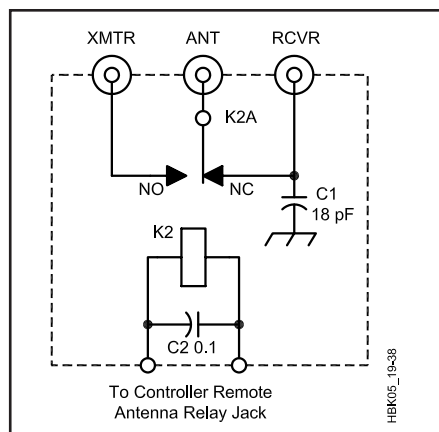 XMTR ANT RCVR
K2A
NO NC
C1
18 pF
K2
C2 0.1
To Controller Remote
Antenna Relay Jack
HBK05_19-38